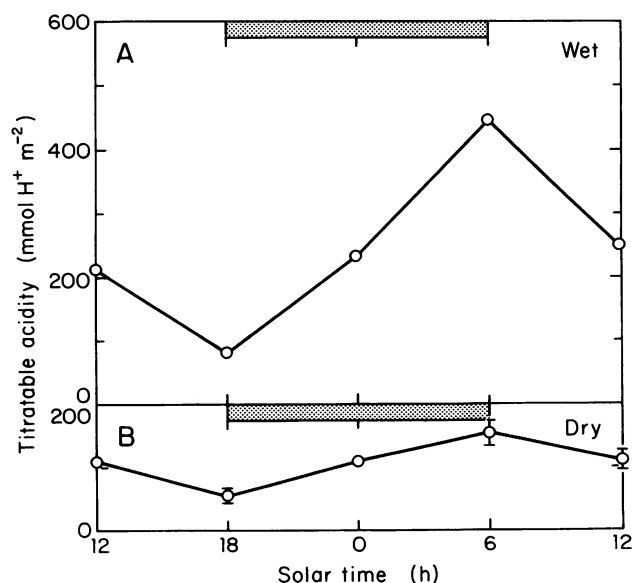 600
A
Wet
400
200
0
Titratable acidity (mmol H⁺ m⁻²)
200
B
Dry
0
12 18 0 6 12
Solar time (h)